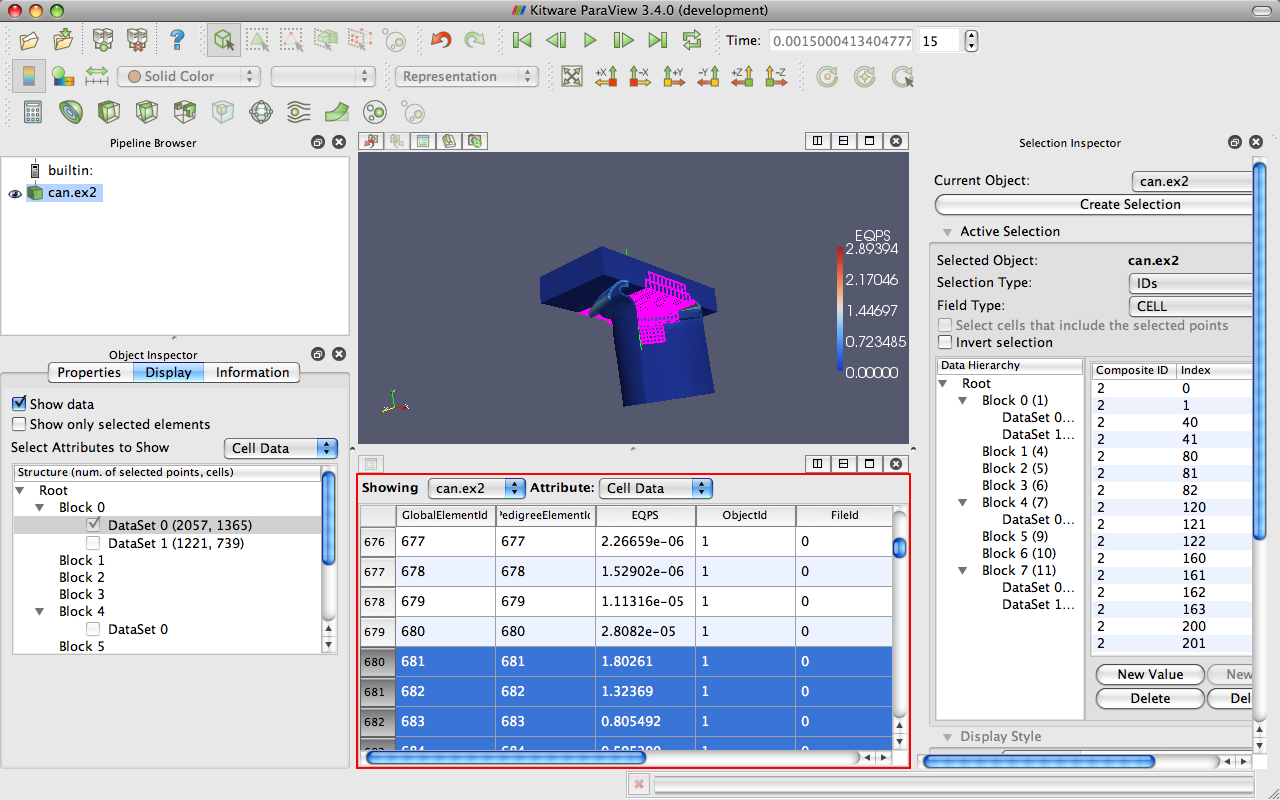 Kitware ParaView 3.4.0 (development)
Time: 0.0015000413404777 15
Solid Color Representation
+X -X +Y -Y +Z -Z
Pipeline Browser
builtin:
can.ex2
Object Inspector
Properties Display Information
Show data
Show only selected elements
Select Attributes to Show Cell Data
Structure (num. of selected points, cells)
Root
Block 0
DataSet 0 (2057, 1365)
DataSet 1 (1221, 739)
Block 1
Block 2
Block 3
Block 4
DataSet 0
Block 5
EQPS
2.89394
2.17046
1.44697
0.723485
0.00000
Showing can.ex2 Attribute: Cell Data
GlobalElementId PedigreeElementId EQPS ObjectId FileId
676 677 677 2.26659e-06 1 0
677 678 678 1.52902e-06 1 0
678 679 679 1.11316e-05 1 0
679 680 680 2.8082e-05 1 0
680 681 681 1.80261 1 0
681 682 682 1.32369 1 0
682 683 683 0.805492 1 0
Selection Inspector
Current Object: can.ex2
Create Selection
Active Selection
Selected Object: can.ex2
Selection Type: IDs
Field Type: CELL
Select cells that include the selected points
Invert selection
Data Hierarchy
Root
Block 0 (1)
DataSet 0...
DataSet 1...
Block 1 (4)
Block 2 (5)
Block 3 (6)
Block 4 (7)
DataSet 0...
Block 5 (9)
Block 6 (10)
Block 7 (11)
DataSet 0...
DataSet 1...
Composite ID Index
2 0
2 1
2 40
2 41
2 80
2 81
2 82
2 120
2 121
2 122
2 160
2 161
2 162
2 163
2 200
2 201
New Value New
Delete Del
Display Style